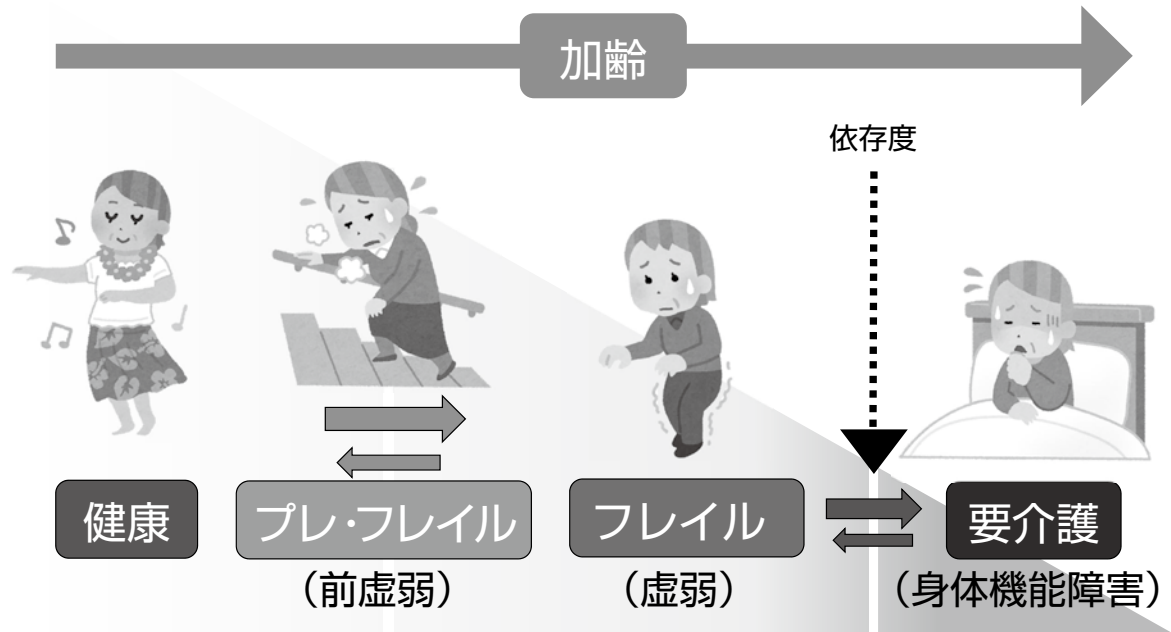 加齢
依存度
健康
プレ・フレイル
フレイル
要介護
（前虚弱）
（虚弱）
（身体機能障害）